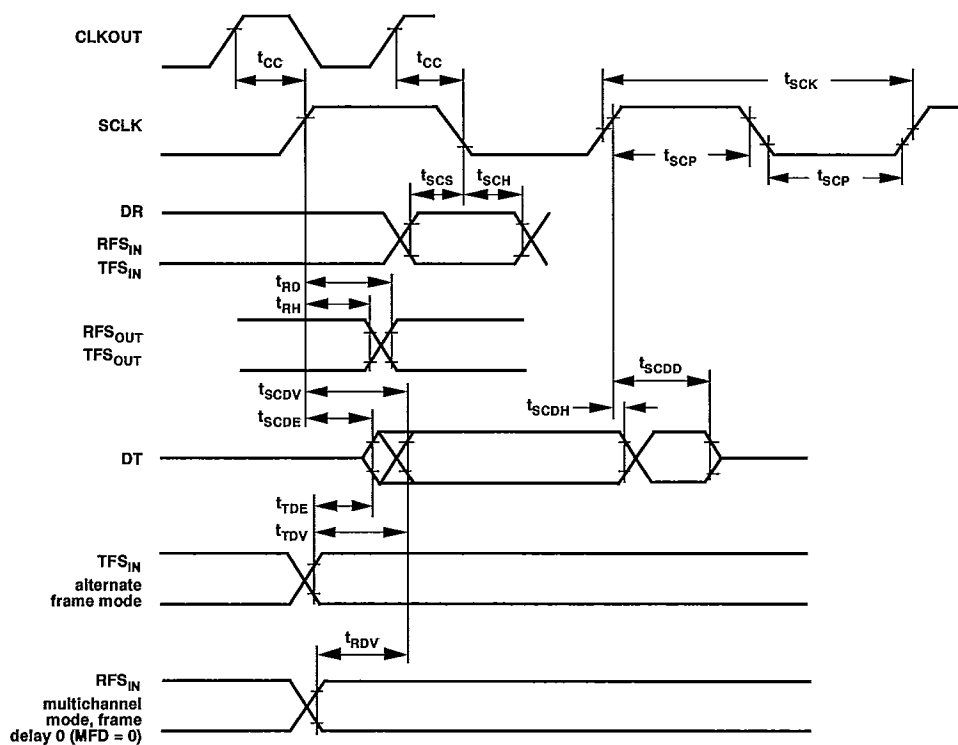 CLKOUT
tCC
tCC
tSCK
SCLK
tSCP
tSCP
tSCS
tSCH
DR
RFSIN
TFSIN
tRD
tRH
RFSOUT
TFSOUT
tSCDV
tSCDE
tSCDD
tSCDH
DT
tTDE
tTDV
TFSIN
alternate
frame mode
tRDV
RFSIN
multichannel
mode, frame
delay 0 (MFD = 0)